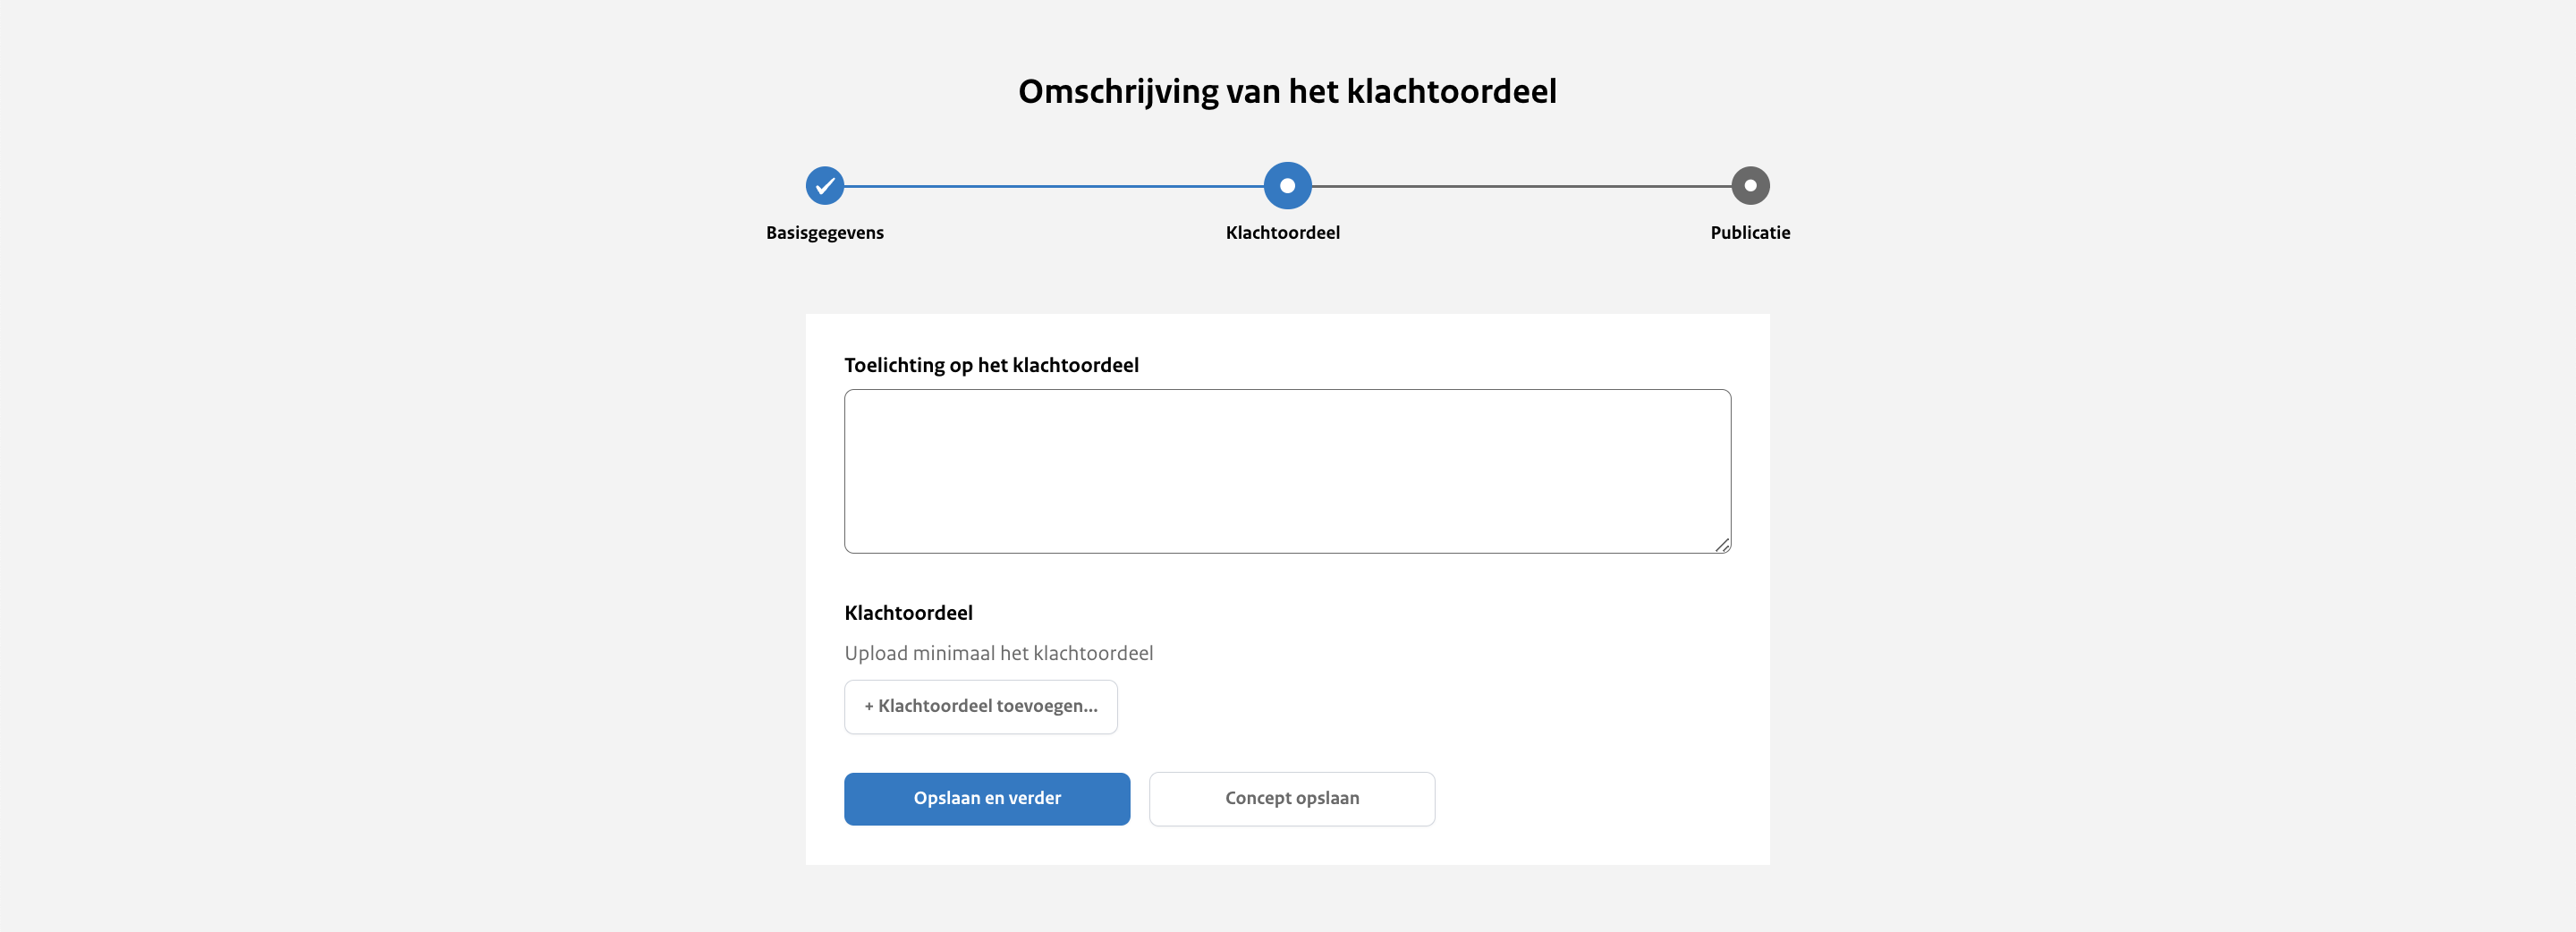 Omschrijving van het klachtoordeel
Basisgegevens
Klachtoordeel
Publicatie
Toelichting op het klachtoordeel
Klachtoordeel
Upload minimaal het klachtoordeel
+ Klachtoordeel toevoegen...
Opslaan en verder
Concept opslaan